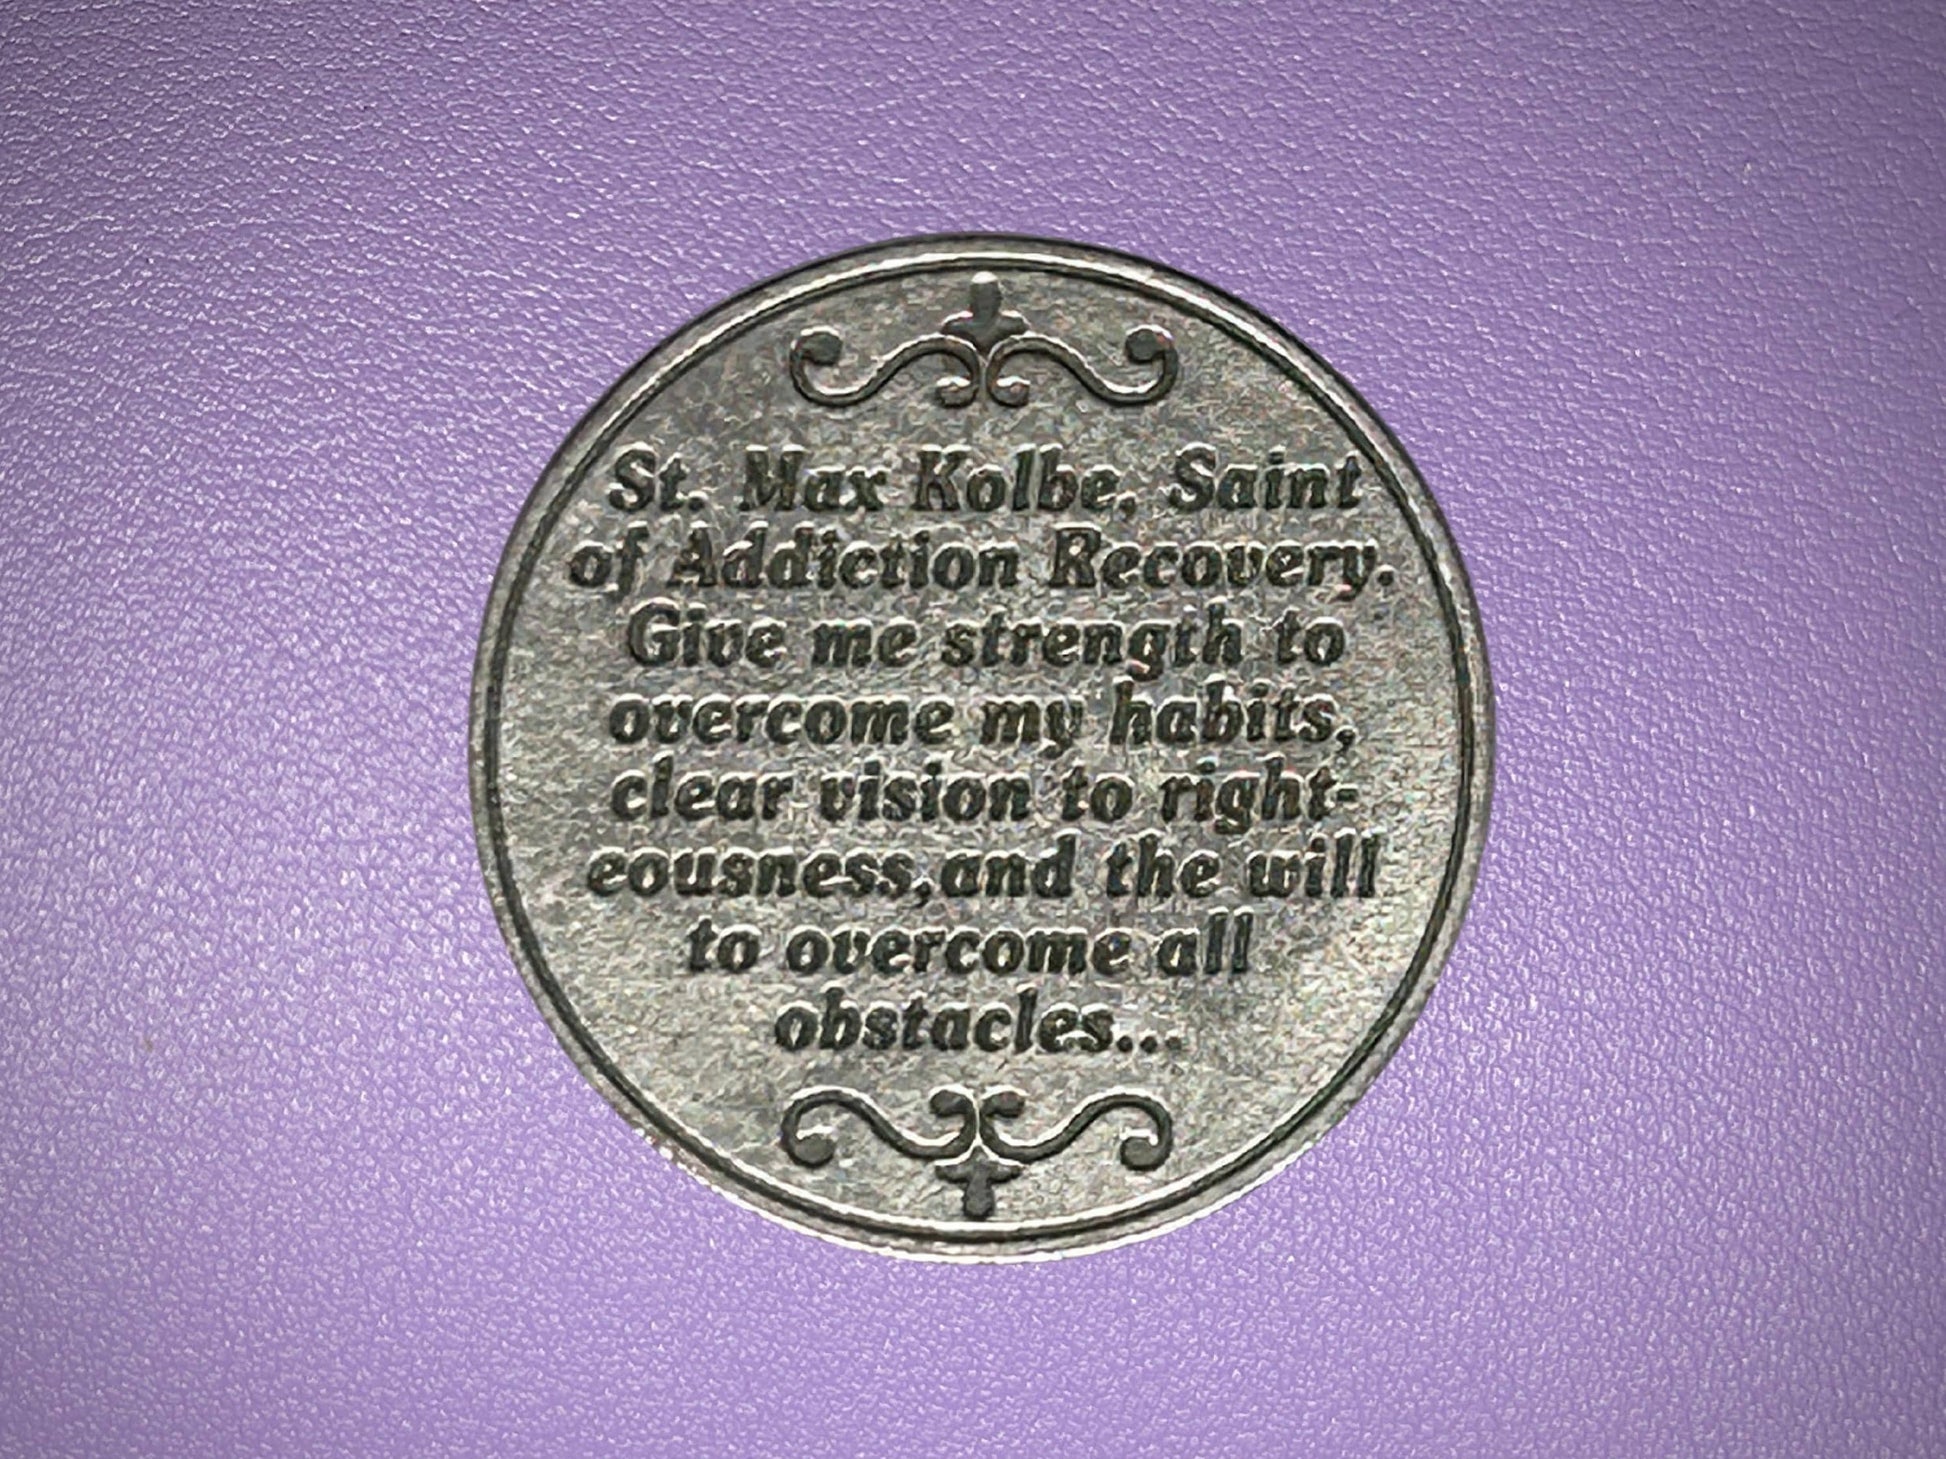 St. Max Kolbe, Saint
of Addiction Recovery.
Give me strength to
overcome my habits,
clear vision to right-
eousness,and the will
to overcome all
obstacles...